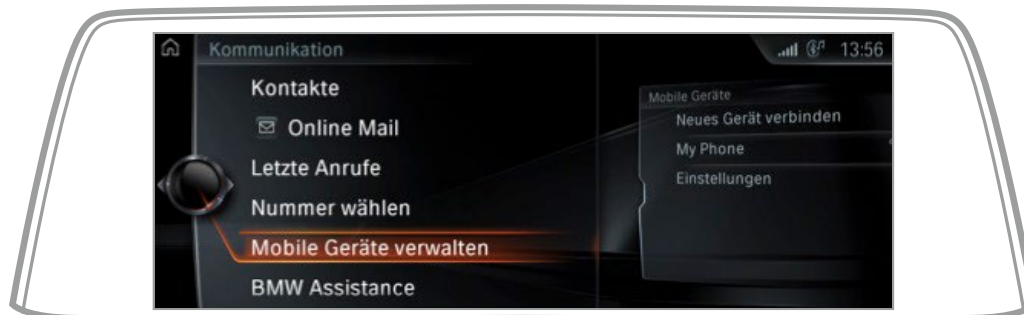 Kommunikation
13:56
Kontakte
Online Mail
Letzte Anrufe
Nummer wählen
Mobile Geräte verwalten
BMW Assistance
Mobile Geräte
Neues Gerät verbinden
My Phone
Einstellungen